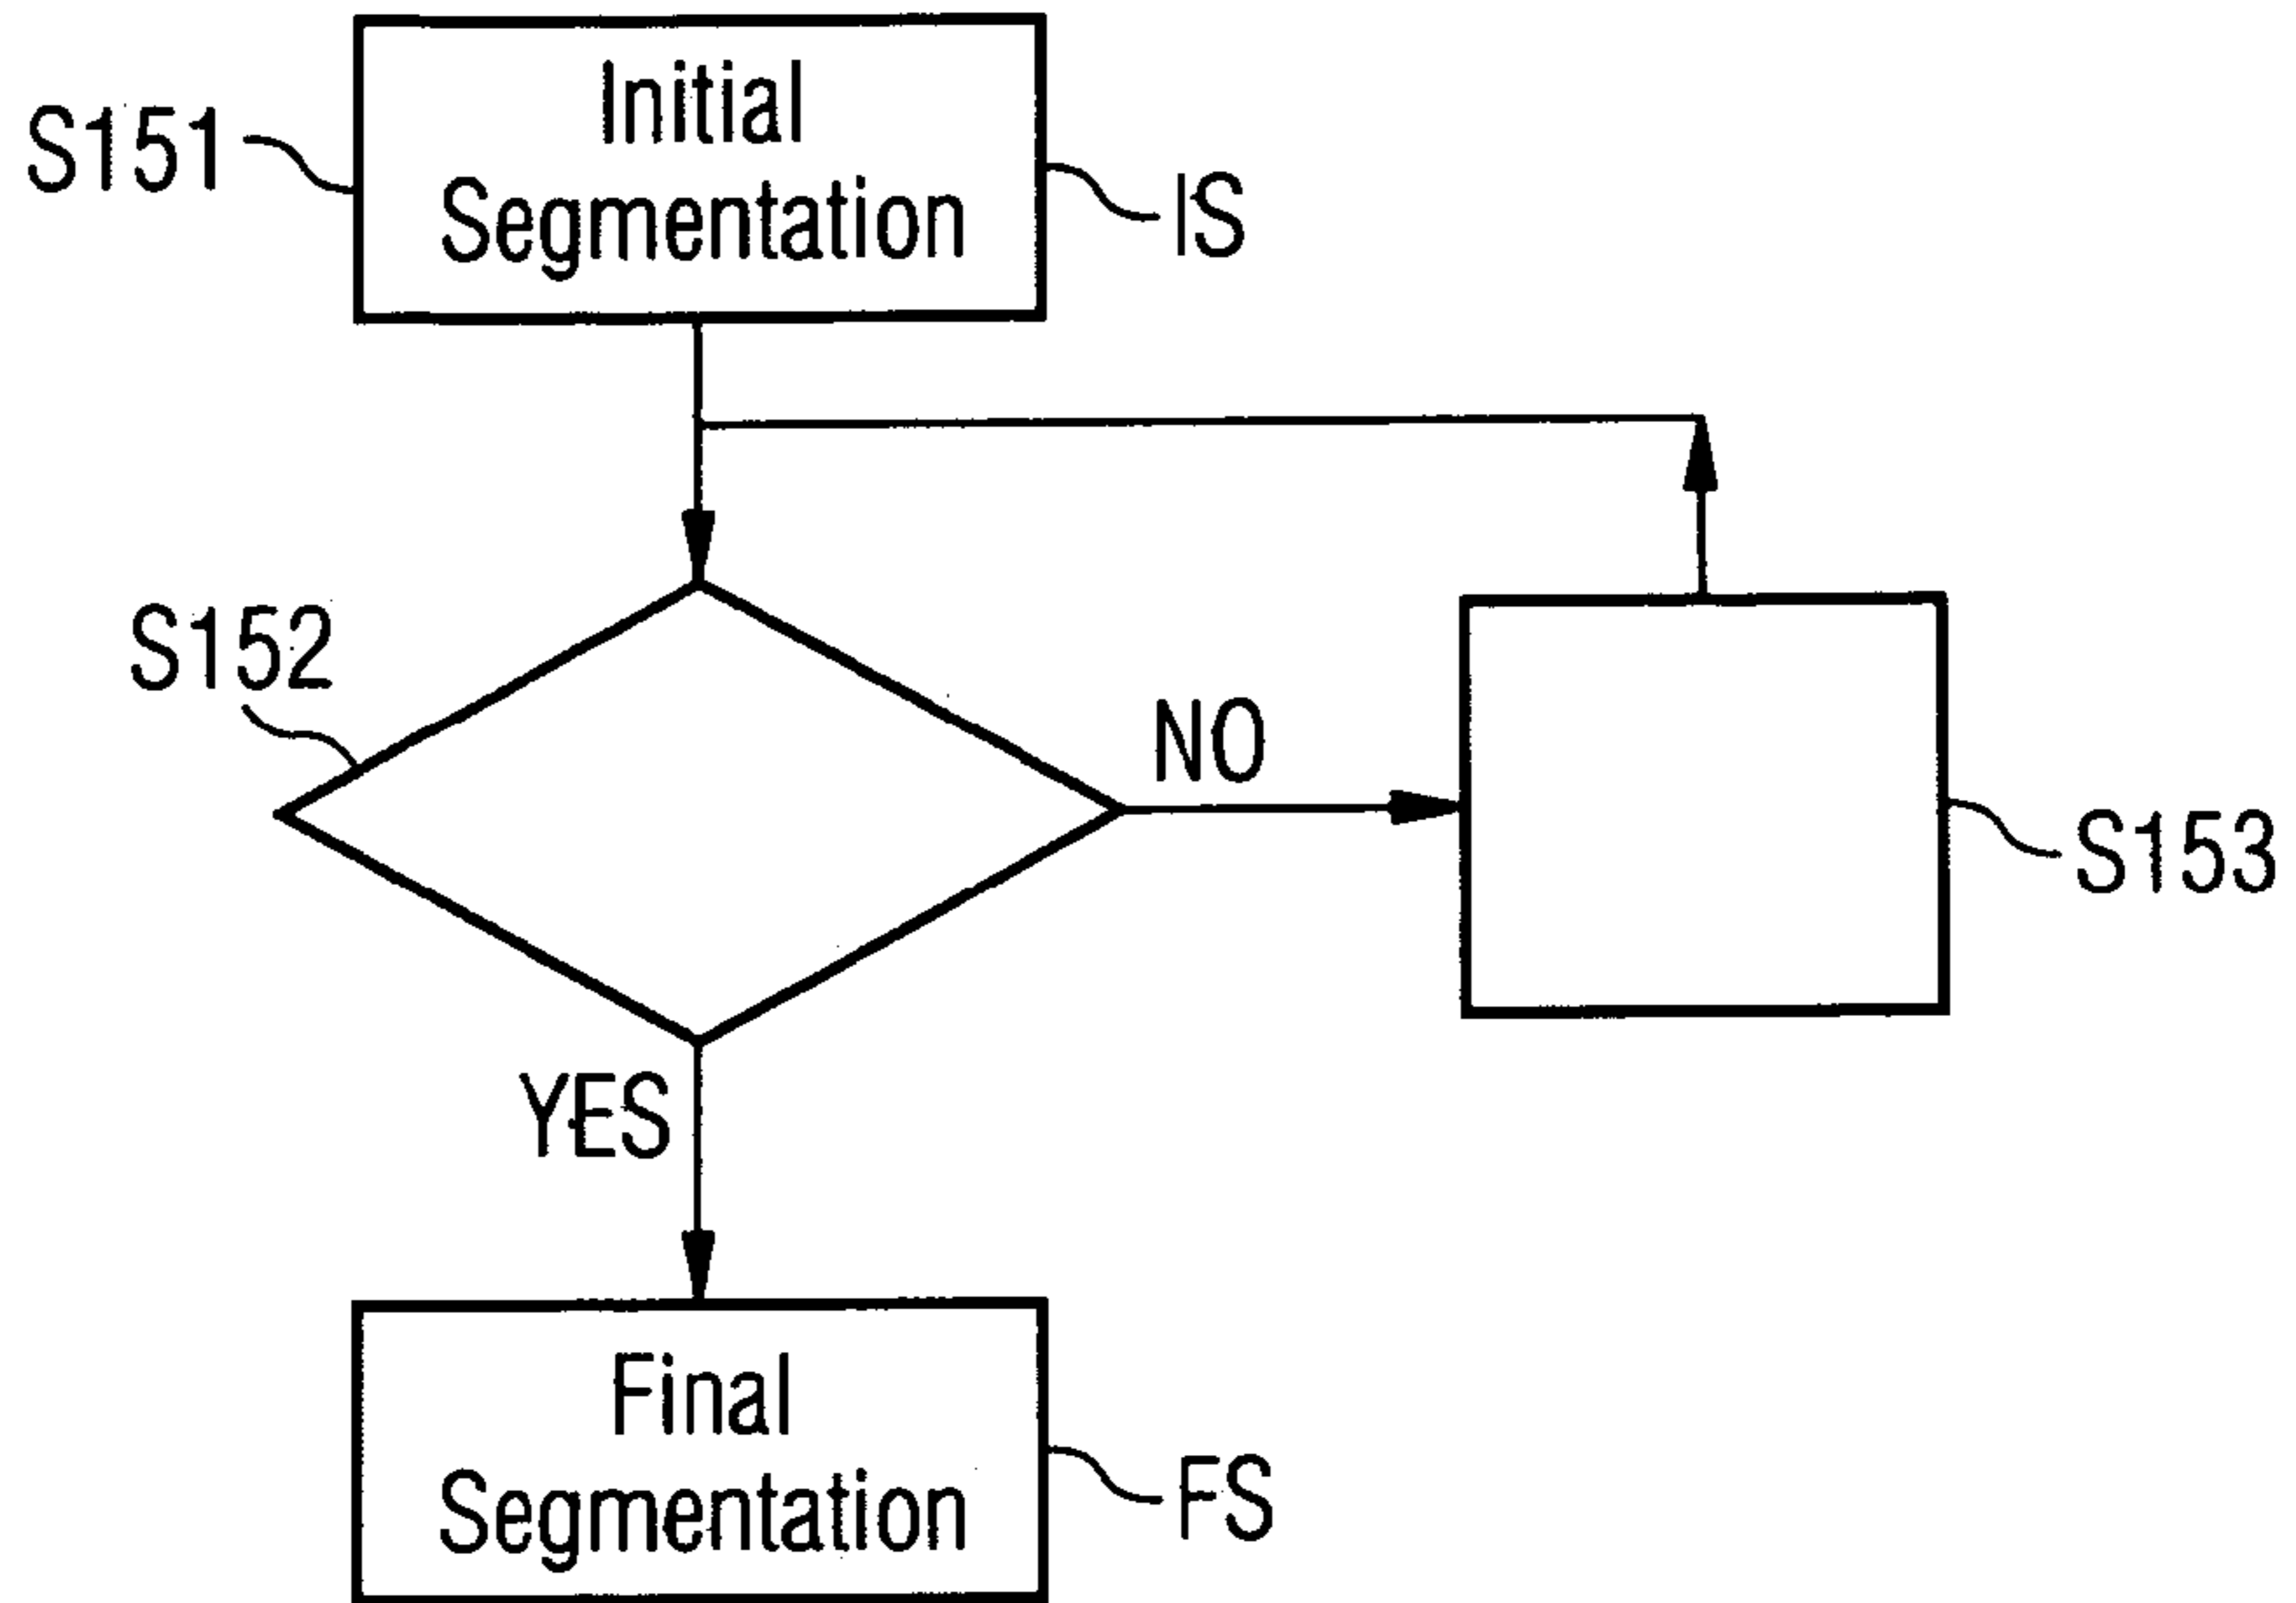 S151
Initial
Segmentation
IS
S152
NO
S153
YES
Final
Segmentation
FS